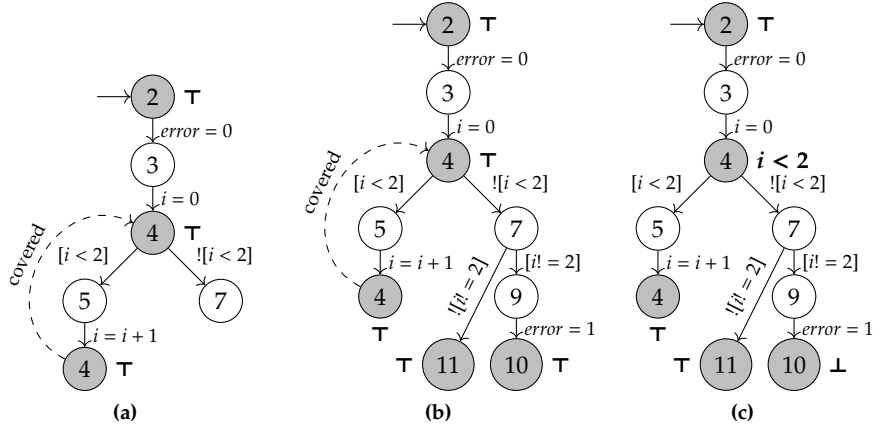 2 ⊤
error = 0
3
i = 0
4 ⊤
covered
[i < 2]
![i < 2]
5
7
i = i + 1
4 ⊤
(a)
2 ⊤
error = 0
3
i = 0
4 ⊤
covered
[i < 2]
![i < 2]
5
7
i = i + 1
![i! = 2]
[i! = 2]
4
9
⊤
error = 1
⊤ 11
10 ⊤
(b)
2 ⊤
error = 0
3
i = 0
4 i < 2
[i < 2]
![i < 2]
5
7
i = i + 1
![i! = 2]
[i! = 2]
4
9
⊤
error = 1
⊤ 11
10 ⊥
(c)